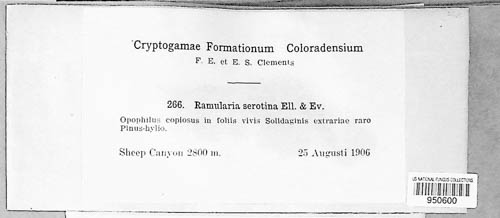 Cryptogamae Formationum Coloradensium
F. E. et E. S. Clements
266. Ramularia serotina Ell. & Ev.
Opophilus copiosus in foliis vivis Solidaginis extrariae raro
Pinus-hylio.
Sheep Canyon 2800 m. 25 Augusti 1906
US NATIONAL FUNGUS COLLECTIONS
950600